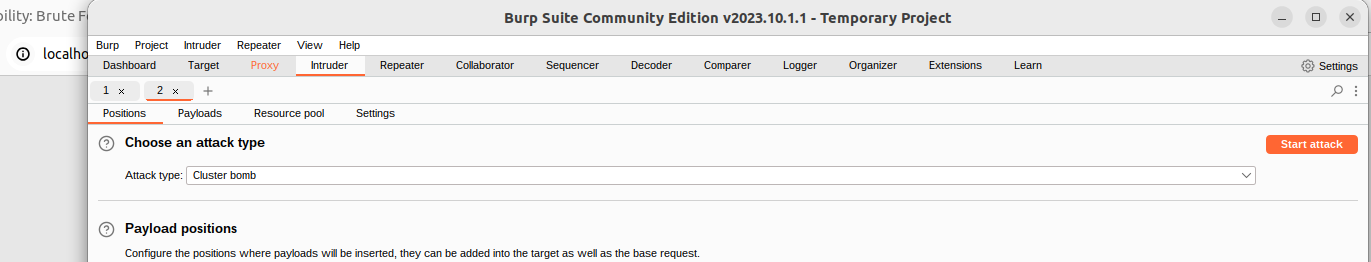 bility: Brute F
Burp Suite Community Edition v2023.10.1.1 - Temporary Project
localho
Burp Project Intruder Repeater View Help
Dashboard Target Proxy Intruder Repeater Collaborator Sequencer Decoder Comparer Logger Organizer Extensions Learn Settings
1 × 2 × +
Positions Payloads Resource pool Settings
? Choose an attack type
Start attack
Attack type: Cluster bomb
? Payload positions
Configure the positions where payloads will be inserted, they can be added into the target as well as the base request.